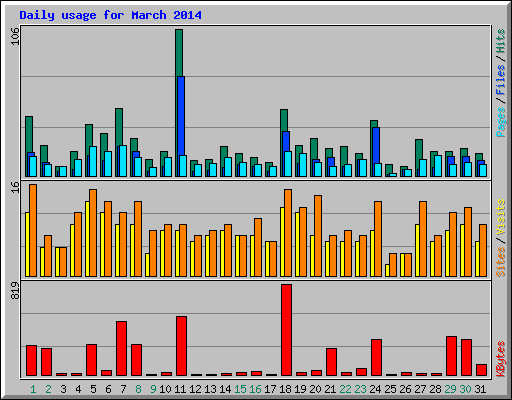 Daily usage for March 2014
106
Pages / Files / Hits
16
Sites / Visits
819
KBytes
1 2 3 4 5 6 7 8 9 10 11 12 13 14 15 16 17 18 19 20 21 22 23 24 25 26 27 28 29 30 31